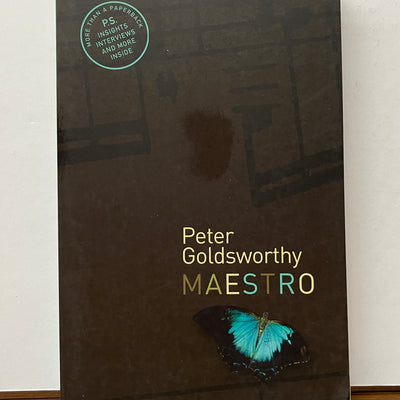 MORE THAN A PAPERBACK
P.S.
INSIGHTS
INTERVIEWS
AND MORE
INSIDE
Peter
Goldsworthy
MAESTRO